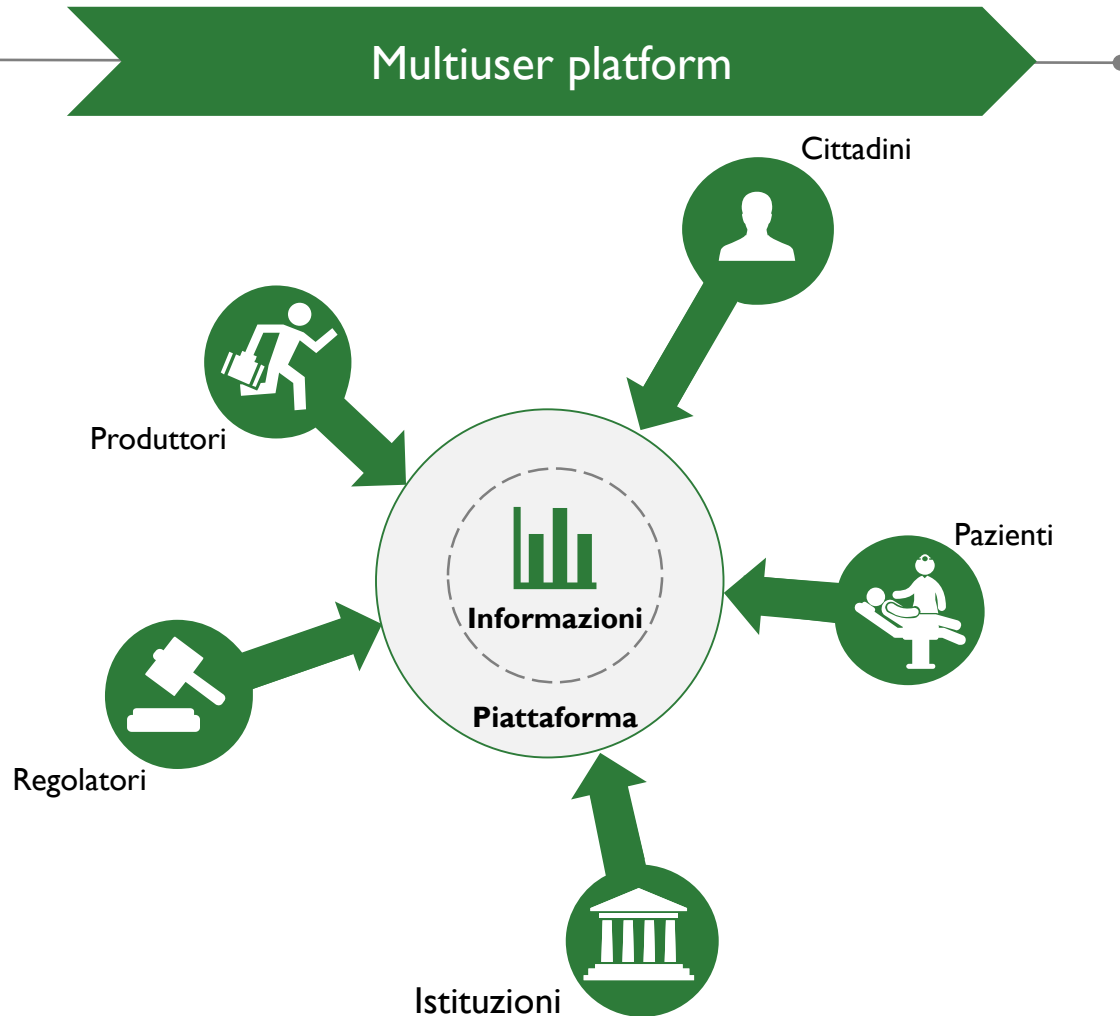 Multiuser platform
Cittadini
Produttori
Pazienti
Informazioni
Piattaforma
Regolatori
Istituzioni